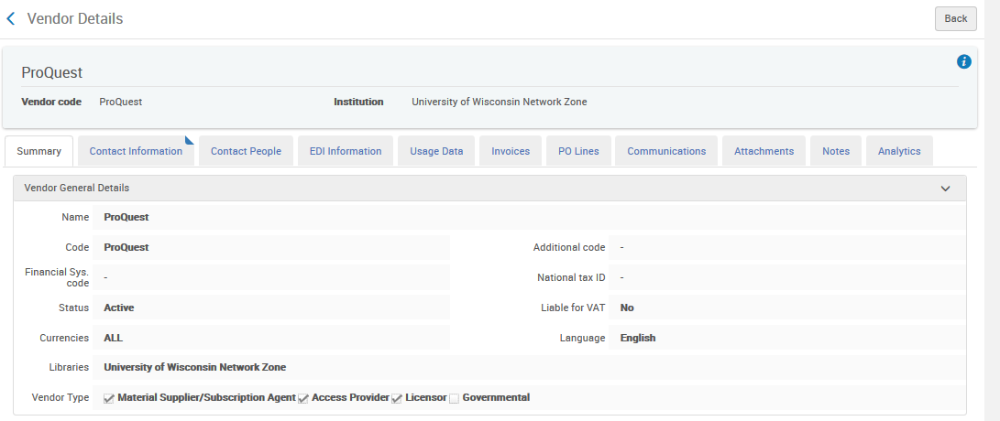 Vendor Details Back
ProQuest
Vendor code ProQuest Institution University of Wisconsin Network Zone
Summary Contact Information Contact People EDI Information Usage Data Invoices PO Lines Communications Attachments Notes Analytics
Vendor General Details
Name ProQuest
Code ProQuest Additional code -
Financial Sys. code - National tax ID -
Status Active Liable for VAT No
Currencies ALL Language English
Libraries University of Wisconsin Network Zone
Vendor Type Material Supplier/Subscription Agent Access Provider Licensor Governmental